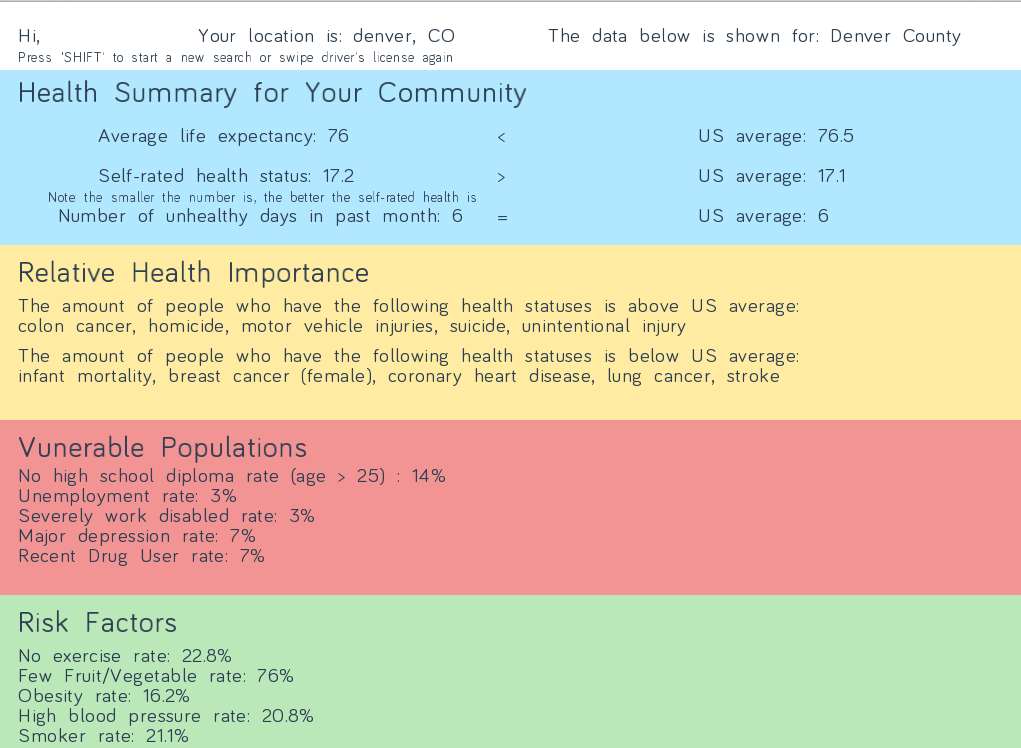 Hi, Your location is: denver, CO The data below is shown for: Denver County
Press 'SHIFT' to start a new search or swipe driver's license again
Health Summary for Your Community
Average life expectancy: 76 < US average: 76.5
Self-rated health status: 17.2 > US average: 17.1
Note: the smaller the number is, the better the self-rated health is
Number of unhealthy days in past month: 6 = US average: 6
Relative Health Importance
The amount of people who have the following health statuses is above US average:
colon cancer, homicide, motor vehicle injuries, suicide, unintentional injury
The amount of people who have the following health statuses is below US average:
infant mortality, breast cancer (female), coronary heart disease, lung cancer, stroke
Vunerable Populations
No high school diploma rate (age > 25) : 14%
Unemployment rate: 3%
Severely work disabled rate: 3%
Major depression rate: 7%
Recent Drug User rate: 7%
Risk Factors
No exercise rate: 22.8%
Few Fruit/Vegetable rate: 76%
Obesity rate: 16.2%
High blood pressure rate: 20.8%
Smoker rate: 21.1%